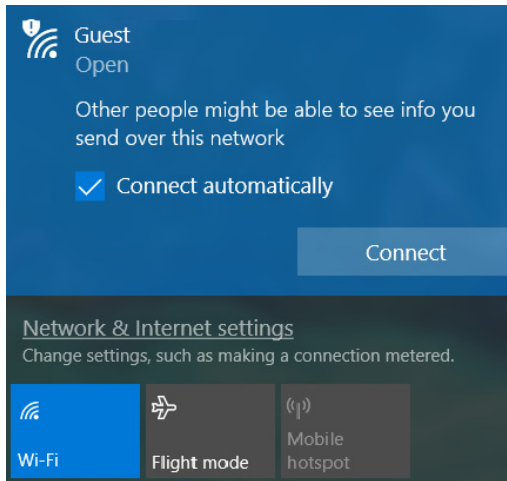 Guest
Open
Other people might be able to see info you
send over this network
Connect automatically
Connect
Network & Internet settings
Change settings, such as making a connection metered.
Wi-Fi
Flight mode
Mobile
hotspot